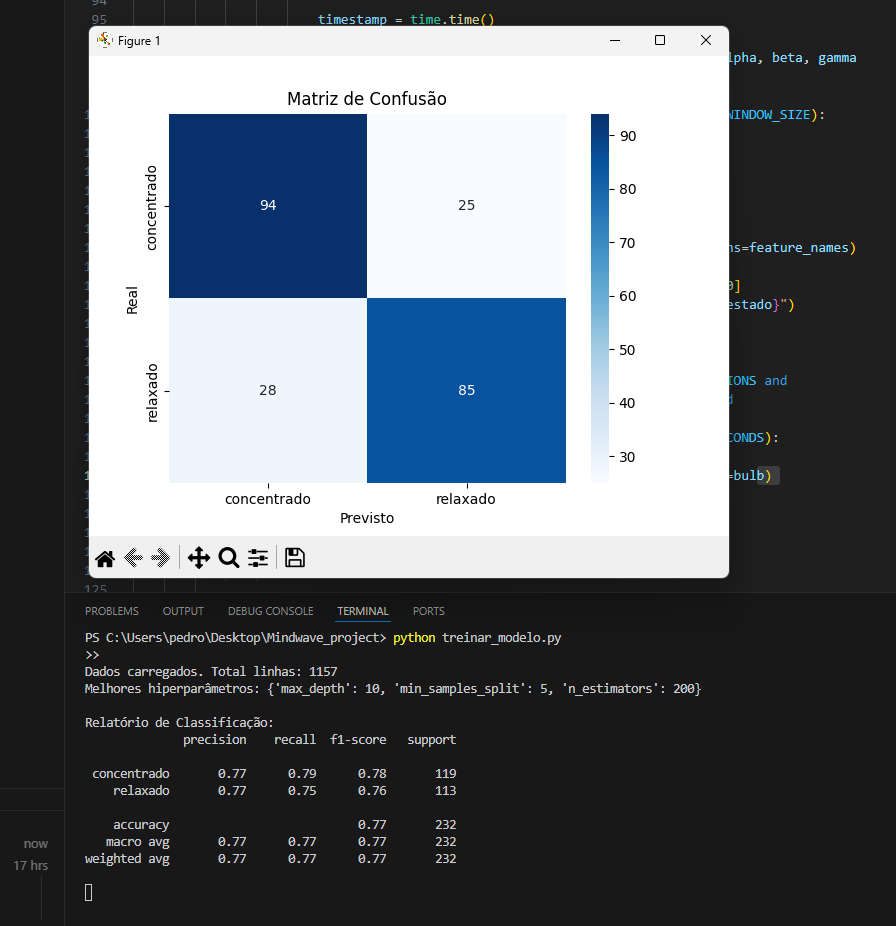 94
95 timestamp = time.time()
Figure 1
lpha, beta, gamma
WINDOW_SIZE):
ns=feature_names)
0]
estado}")
IONS and
CONDS):
=bulb)
125
Matriz de Confusão
concentrado
94
25
90
80
70
Real
60
50
relaxado
28
85
40
30
concentrado relaxado
Previsto
PROBLEMS OUTPUT DEBUG CONSOLE TERMINAL PORTS
PS C:\Users\pedro\Desktop\Mindwave_project> python treinar_modelo.py
>>
Dados carregados. Total linhas: 1157
Melhores hiperparâmetros: {'max_depth': 10, 'min_samples_split': 5, 'n_estimators': 200}
Relatório de Classificação:
precision recall f1-score support
concentrado 0.77 0.79 0.78 119
relaxado 0.77 0.75 0.76 113
accuracy 0.77 232
macro avg 0.77 0.77 0.77 232
weighted avg 0.77 0.77 0.77 232
now
17 hrs